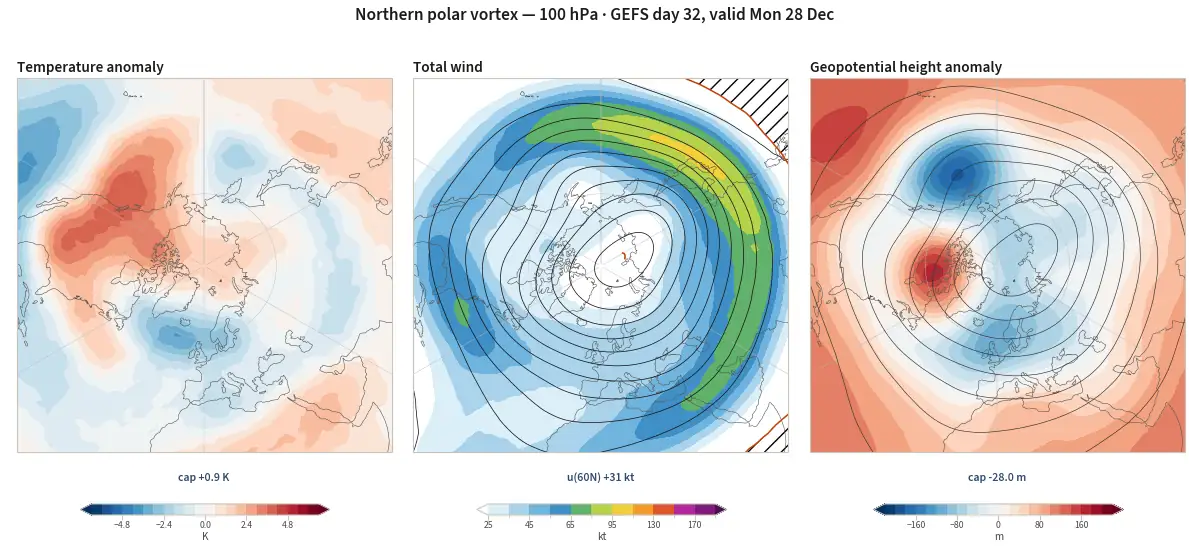 Northern polar vortex — 100 hPa · GEFS day 32, valid Mon 28 Dec
Temperature anomaly
Total wind
Geopotential height anomaly
cap +0.9 K
u(60N) +31 kt
cap -28.0 m
−4.8 −2.4 0.0 2.4 4.8
K
25 45 65 95 130 170
kt
−160 −80 0 80 160
m